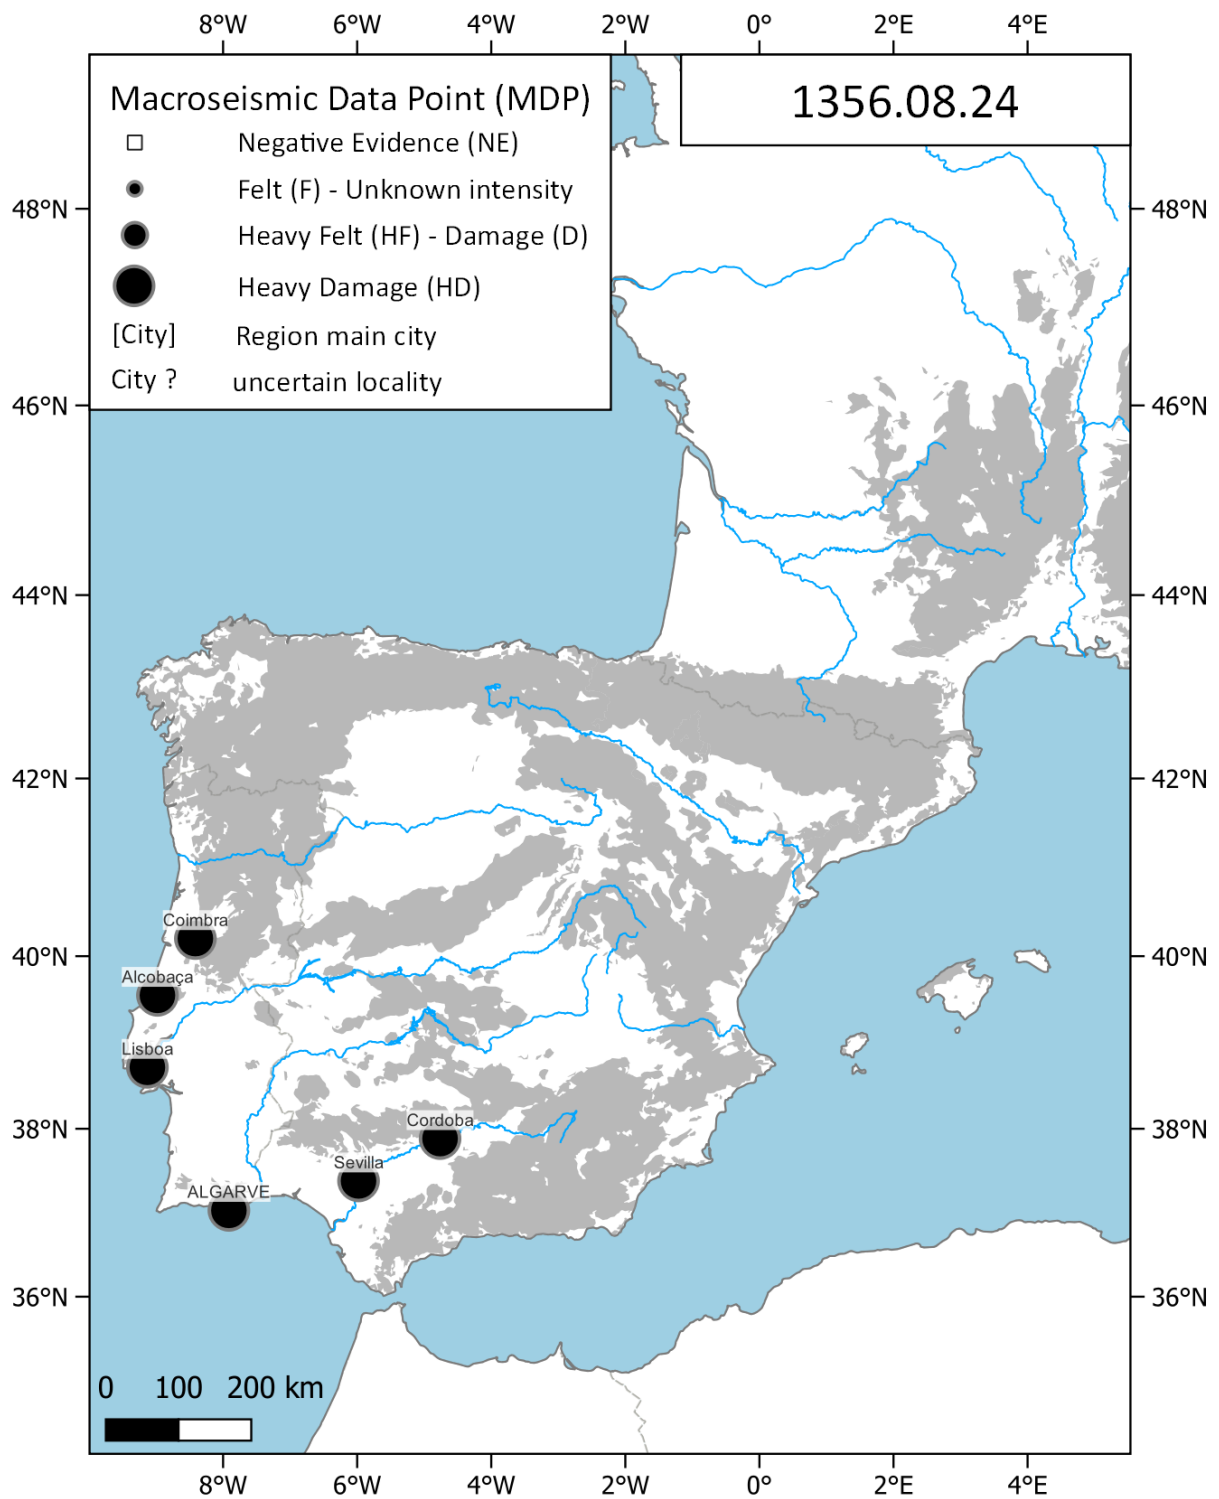 8°W 6°W 4°W 2°W 0° 2°E 4°E
Macroseismic Data Point (MDP)
Negative Evidence (NE)
Felt (F) - Unknown intensity
Heavy Felt (HF) - Damage (D)
Heavy Damage (HD)
[City] Region main city
City ? uncertain locality
1356.08.24
48°N 48°N
46°N 46°N
44°N 44°N
42°N 42°N
Coimbra
40°N 40°N
Alcobaça
Lisboa
Cordoba
38°N 38°N
Sevilla
ALGARVE
36°N 36°N
0 100 200 km
8°W 6°W 4°W 2°W 0° 2°E 4°E